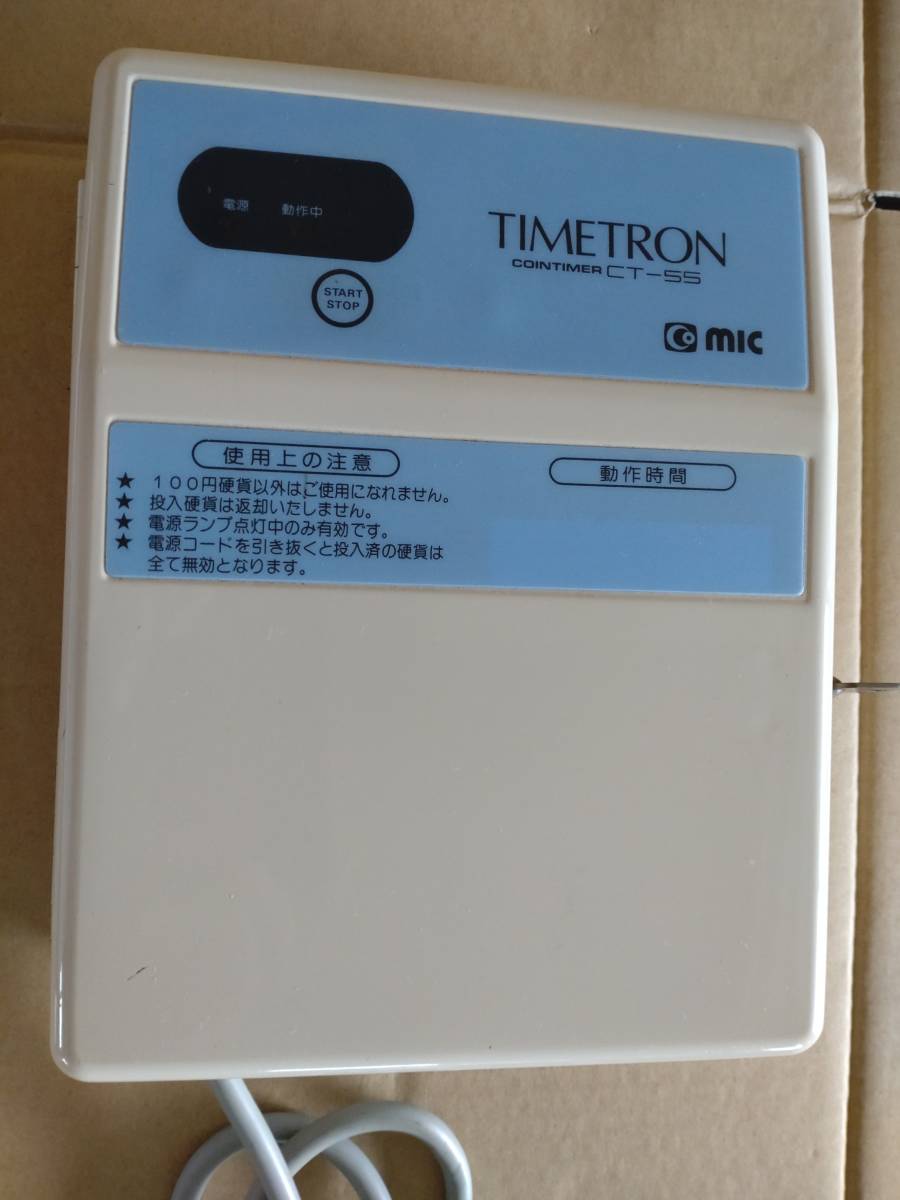 電源 動作中
START
STOP
TIMETRON
COINTIMER CT-55
mic
使用上の注意
★ 100円硬貨以外はご使用になれません。
★ 投入硬貨は返却いたしません。
★ 電源ランプ点灯中のみ有効です。
★ 電源コードを引き抜くと投入済の硬貨は
全て無効となります。
動作時間